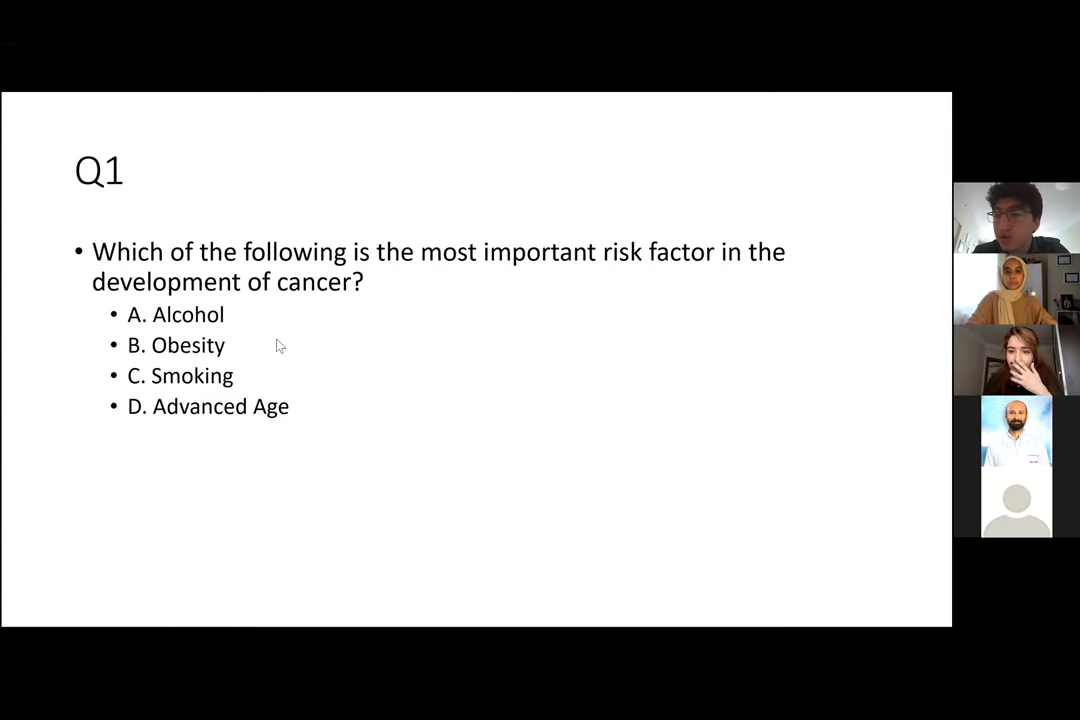 Q1
• Which of the following is the most important risk factor in the
development of cancer?
• A. Alcohol
• B. Obesity
• C. Smoking
• D. Advanced Age